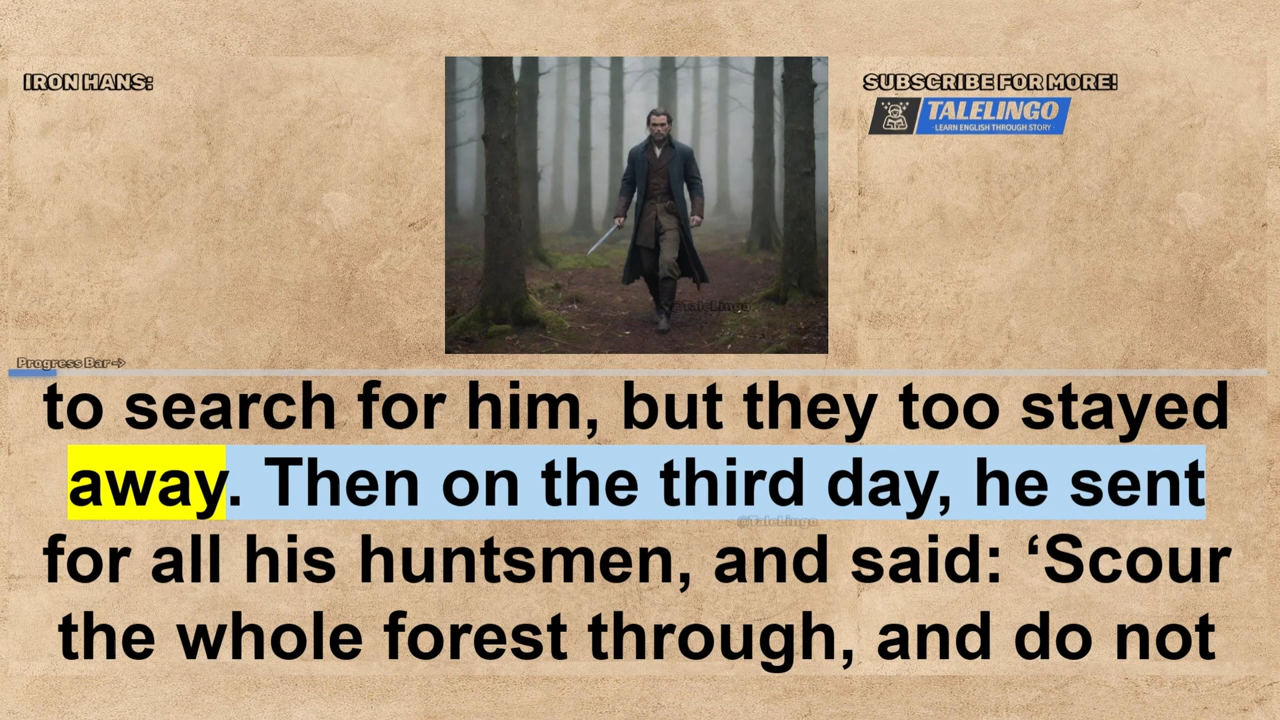 IRON HANS:
SUBSCRIBE FOR MORE!
TALELINGO
· LEARN ENGLISH THROUGH STORY ·
@TaleLingo
Progress Bar->
to search for him, but they too stayed
away. Then on the third day, he sent
@TaleLingo
for all his huntsmen, and said: ‘Scour
the whole forest through, and do not